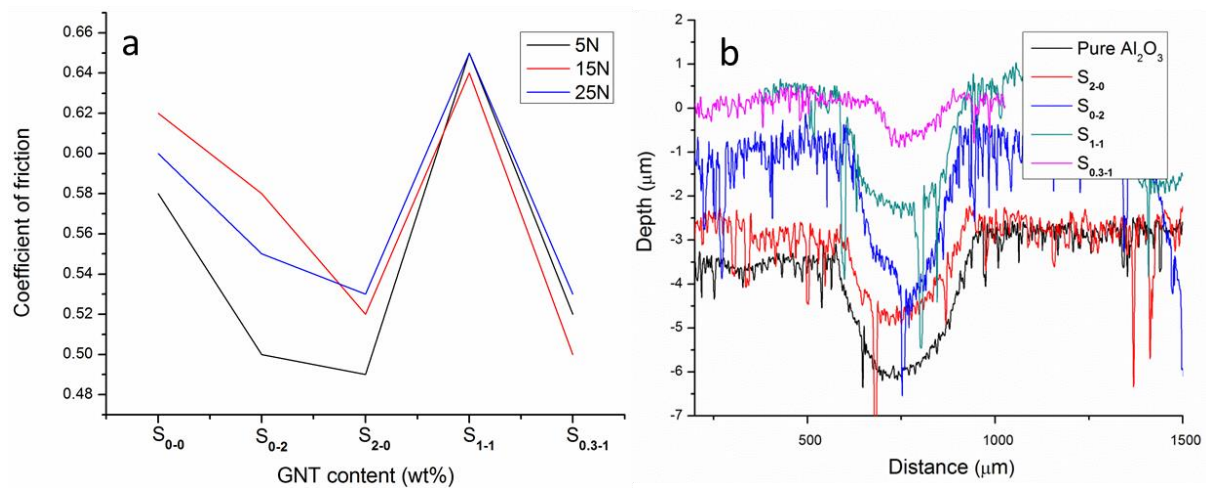 a
5N
15N
25N
0.66
0.64
0.62
0.60
0.58
0.56
0.54
0.52
0.50
0.48
Coefficient of friction
S0-0
S0-2
S2-0
S1-1
S0.3-1
GNT content (wt%)
b
Pure Al2O3
S2-0
S0-2
S1-1
S0.3-1
2
1
0
-1
-2
-3
-4
-5
-6
-7
Depth (μm)
500
1000
1500
Distance (μm)